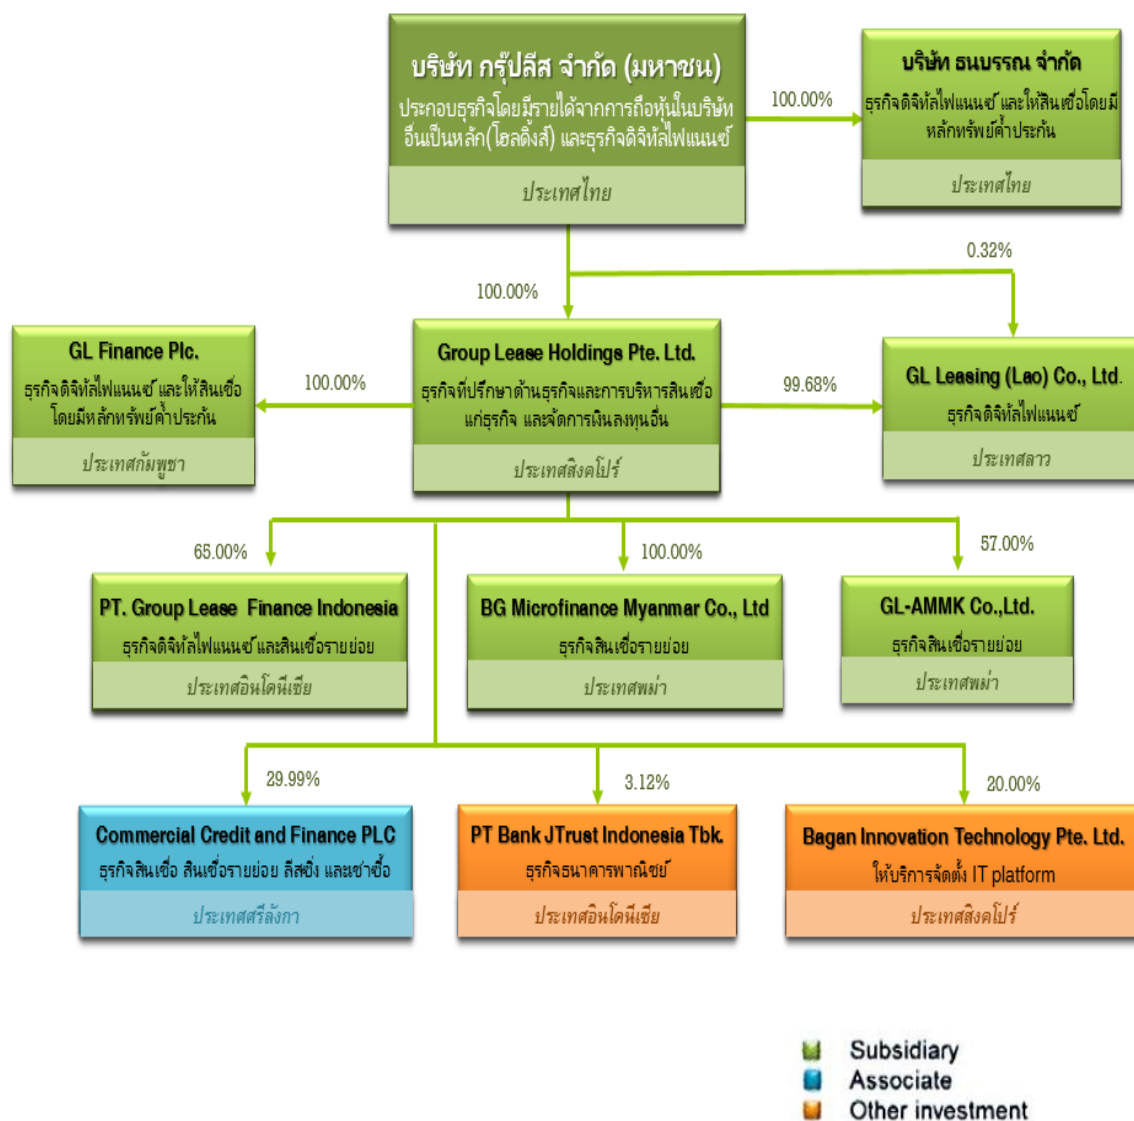 บริษัท กรุ๊ปลีส จำกัด (มหาชน)
ประกอบธุรกิจโดยมีรายได้จากการถือหุ้นในบริษัท
อื่นเป็นหลัก(โฮลดิ้งส์) และธุรกิจดิจิทัลไฟแนนซ์
ประเทศไทย
100.00%
บริษัท ธนบรรณ จำกัด
ธุรกิจดิจิทัลไฟแนนซ์ และให้สินเชื่อโดยมี
หลักทรัพย์ค้ำประกัน
ประเทศไทย
0.32%
100.00%
GL Finance Plc.
ธุรกิจดิจิทัลไฟแนนซ์ และให้สินเชื่อ
โดยมีหลักทรัพย์ค้ำประกัน
ประเทศกัมพูชา
100.00%
Group Lease Holdings Pte. Ltd.
ธุรกิจที่ปรึกษาด้านธุรกิจและการบริหารสินเชื่อ
แก่ธุรกิจ และจัดการเงินลงทุนอื่น
ประเทศสิงคโปร์
99.68%
GL Leasing (Lao) Co., Ltd.
ธุรกิจดิจิทัลไฟแนนซ์
ประเทศลาว
65.00%
100.00%
57.00%
PT. Group Lease Finance Indonesia
ธุรกิจดิจิทัลไฟแนนซ์และสินเชื่อรายย่อย
ประเทศอินโดนีเซีย
BG Microfinance Myanmar Co., Ltd
ธุรกิจสินเชื่อรายย่อย
ประเทศพม่า
GL-AMMK Co.,Ltd.
ธุรกิจสินเชื่อรายย่อย
ประเทศพม่า
29.99%
3.12%
20.00%
Commercial Credit and Finance PLC
ธุรกิจสินเชื่อ สินเชื่อรายย่อย ลีสซิ่ง และเช่าซื้อ
ประเทศศรีลังกา
PT Bank JTrust Indonesia Tbk.
ธุรกิจธนาคารพาณิชย์
ประเทศอินโดนีเซีย
Bagan Innovation Technology Pte. Ltd.
ให้บริการจัดตั้ง IT platform
ประเทศสิงคโปร์
Subsidiary
Associate
Other investment